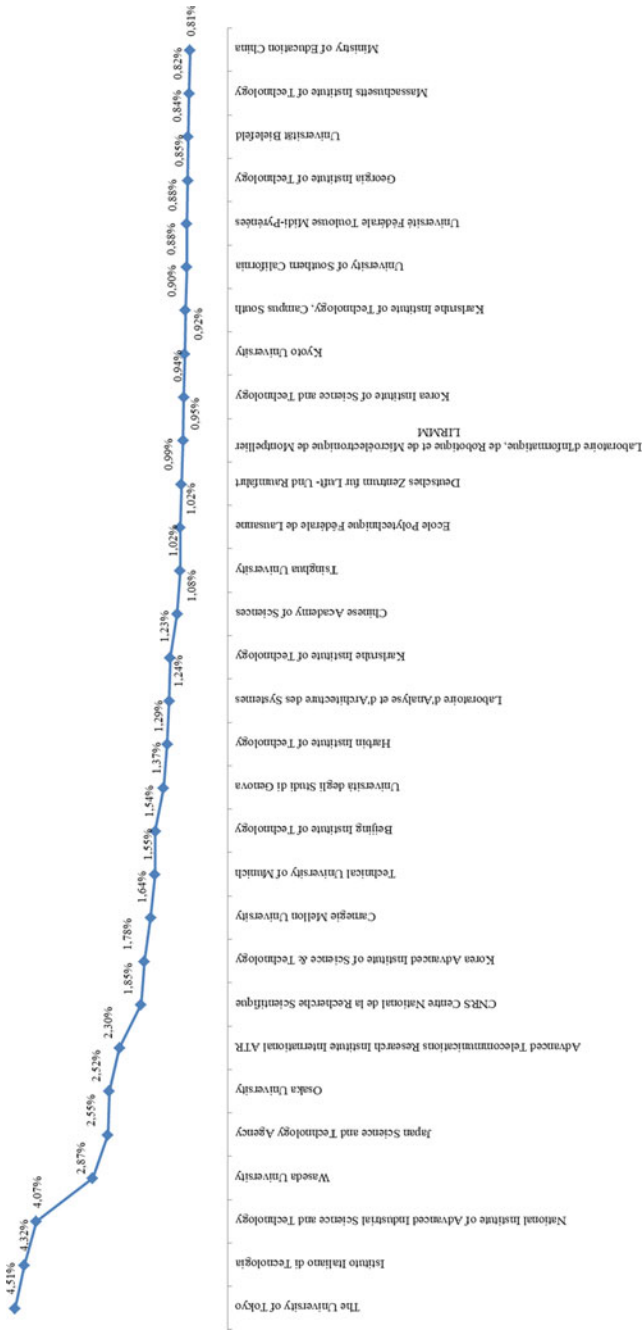 4,51%
4,32%
4,07%
2,87%
2,55%
2,52%
2,30%
1,85%
1,78%
1,64%
1,55%
1,54%
1,37%
1,29%
1,24%
1,23%
1,08%
1,02%
1,02%
0,99%
0,95%
0,94%
0,92%
0,90%
0,88%
0,88%
0,85%
0,84%
0,82%
0,81%
The University of Tokyo
Istituto Italiano di Tecnologia
National Institute of Advanced Industrial Science and Technology
Waseda University
Japan Science and Technology Agency
Osaka University
Advanced Telecommunications Research Institute International ATR
CNRS Centre National de la Recherche Scientifique
Korea Advanced Institute of Science & Technology
Carnegie Mellon University
Technical University of Munich
Beijing Institute of Technology
Università degli Studi di Genova
Harbin Institute of Technology
Laboratoire d'Analyse et d'Architecture des Systemes
Karlsruhe Institute of Technology
Chinese Academy of Sciences
Tsinghua University
Ecole Polytechnique Fédérale de Lausanne
Deutsches Zentrum fur Luft- Und Raumfahrt
Laboratoire d'Informatique, de Robotique et de Microélectronique de Montpellier
LIRMM
Korea Institute of Science and Technology
Kyoto University
Karlsruhe Institute of Technology, Campus South
University of Southern California
Université Fédérale Toulouse Midi-Pyrénées
Georgia Institute of Technology
Universität Bielefeld
Massachusetts Institute of Technology
Ministry of Education China